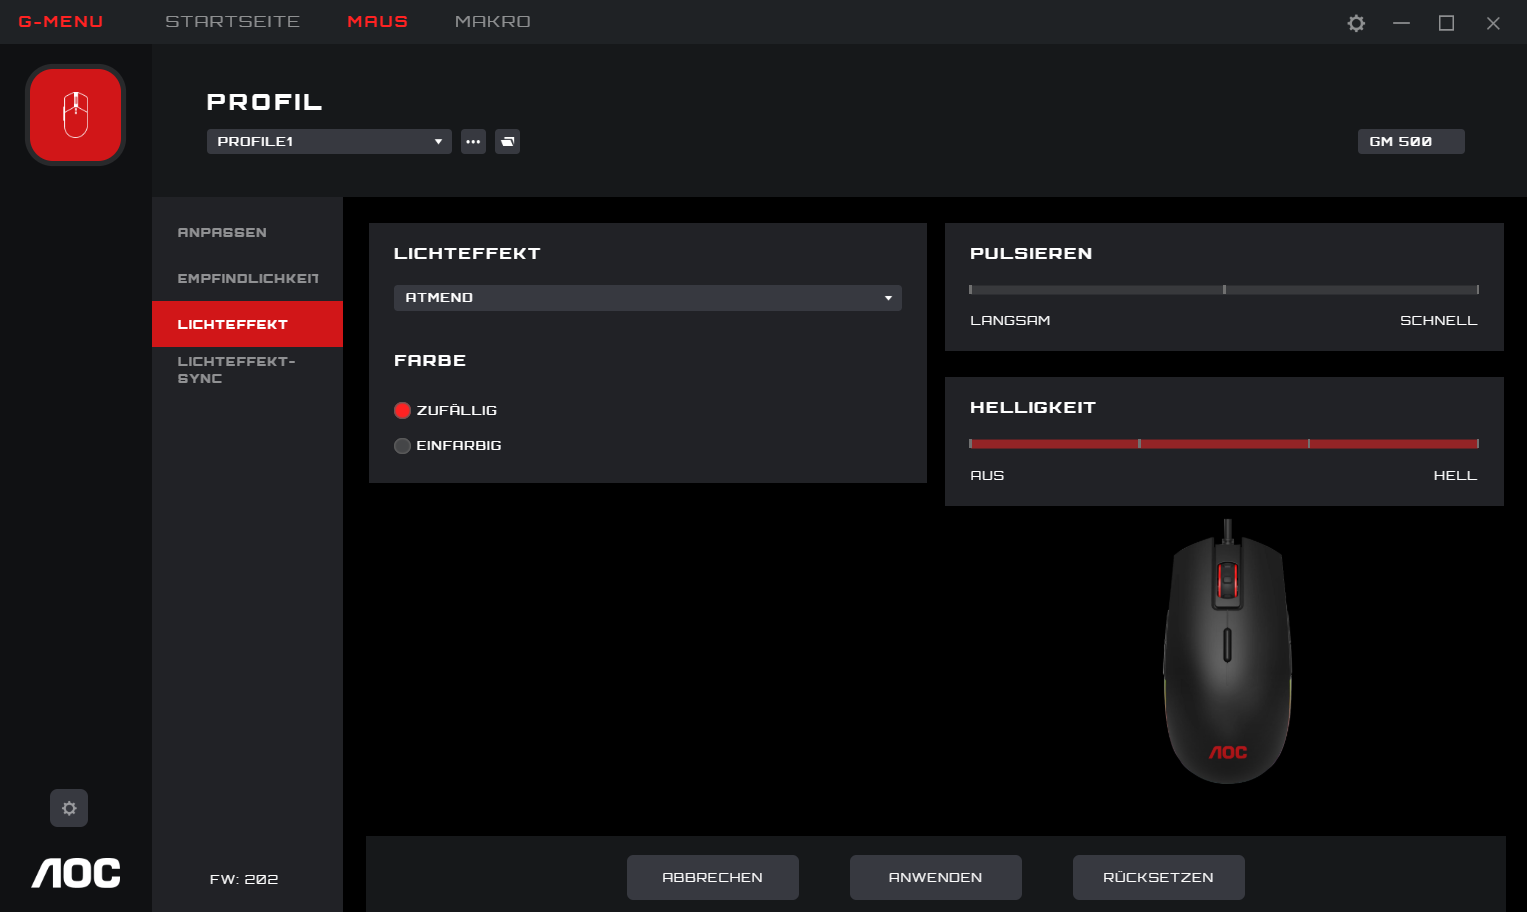 G-MENU
STARTSEITE
MAUS
MAKRO
PROFIL
PROFILE1
GM 500
ANPASSEN
EMPFINDLICHKEIT
LICHTEFFEKT
LICHTEFFEKT-
SYNC
LICHTEFFEKT
ATMEND
FARBE
ZUFÄLLIG
EINFARBIG
PULSIEREN
LANGSAM
SCHNELL
HELLIGKEIT
AUS
HELL
AOC
AOC
FW: 202
ABBRECHEN
ANWENDEN
RÜCKSETZEN